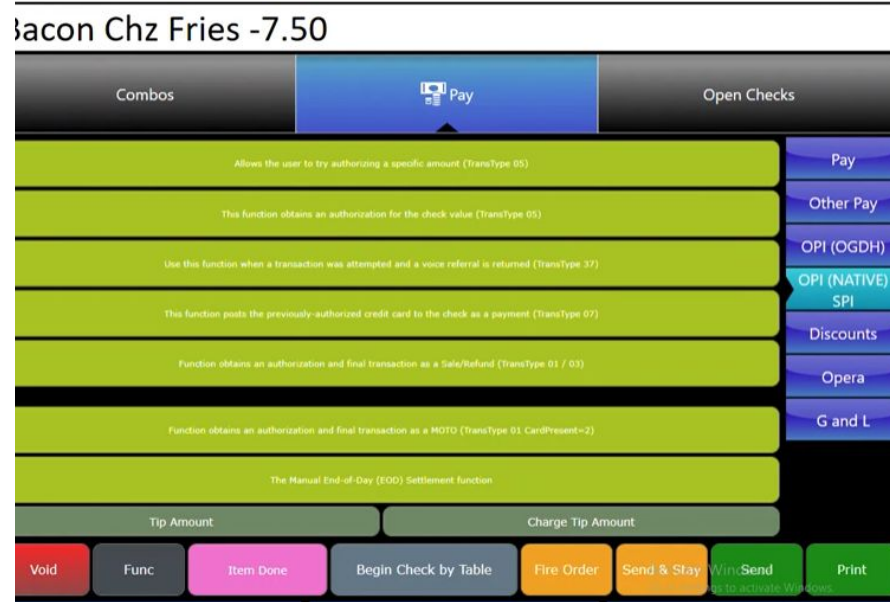 Bacon Chz Fries -7.50
Combos
Pay
Open Checks
Allows the user to try authorizing a specific amount (TransType 05)
This function obtains an authorization for the check value (TransType 05)
Use this function when a transaction was attempted and a voice referral is returned (TransType 37)
This function posts the previously-authorized credit card to the check as a payment (TransType 07)
Function obtains an authorization and final transaction as a Sale/Refund (TransType 01 / 03)
Function obtains an authorization and final transaction as a MOTO (TransType 01 CardPresent=2)
The Manual End-of-Day (EOD) Settlement function
Tip Amount
Charge Tip Amount
Pay
Other Pay
OPI (OGDH)
OPI (NATIVE)
SPI
Discounts
Opera
G and L
Void
Func
Item Done
Begin Check by Table
Fire Order
Send & Stay
Send
Print
to activate Windows.